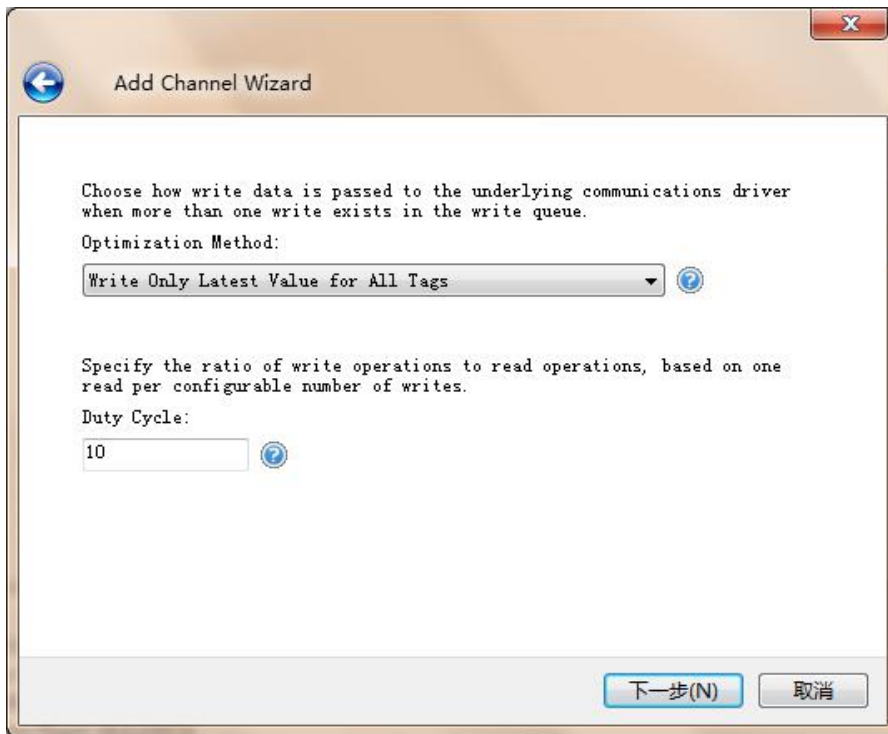 Add Channel Wizard
Choose how write data is passed to the underlying communications driver
when more than one write exists in the write queue.
Optimization Method:
Write Only Latest Value for All Tags
Specify the ratio of write operations to read operations, based on one
read per configurable number of writes.
Duty Cycle:
10
下一步(N)
取消